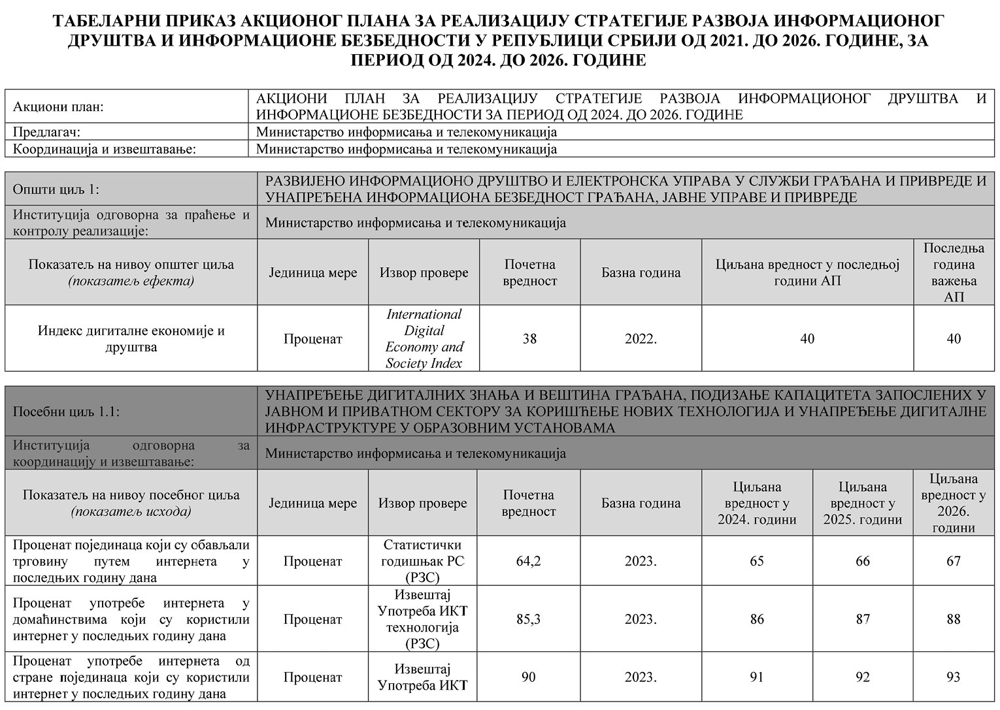 ТАБЕЛАРНИ ПРИКАЗ АКЦИОНОГ ПЛАНА ЗА РЕАЛИЗАЦИЈУ СТРАТЕГИЈЕ РАЗВОЈА ИНФОРМАЦИОНОГ
ДРУШТВА И ИНФОРМАЦИОНЕ БЕЗБЕДНОСТИ У РЕПУБЛИЦИ СРБИЈИ ОД 2021. ДО 2026. ГОДИНЕ, ЗА
ПЕРИОД ОД 2024. ДО 2026. ГОДИНЕ
Акциони план:
АКЦИОНИ ПЛАН ЗА РЕАЛИЗАЦИЈУ СТРАТЕГИЈЕ РАЗВОЈА ИНФОРМАЦИОНОГ ДРУШТВА И
ИНФОРМАЦИОНЕ БЕЗБЕДНОСТИ ЗА ПЕРИОД ОД 2024. ДО 2026. ГОДИНЕ
Предлагач:
Министарство информисања и телекомуникација
Координација и извештавање:
Министарство информисања и телекомуникација
Општи циљ 1:
РАЗВИЈЕНО ИНФОРМАЦИОНО ДРУШТВО И ЕЛЕКТРОНСКА УПРАВА У СЛУЖБИ ГРАЂАНА И ПРИВРЕДЕ И
УНАПРЕЂЕНА ИНФОРМАЦИОНА БЕЗБЕДНОСТ ГРАЂАНА, ЈАВНЕ УПРАВЕ И ПРИВРЕДЕ
Институција одговорна за праћење и
контролу реализације:
Министарство информисања и телекомуникација
Показатељ на нивоу општег циља
(показатељ ефекта)
Јединица мере
Извор провере
Почетна
вредност
Базна година
Циљана вредност у последњој
години АП
Последња
година
важења
АП
Индекс дигиталне економије и
друштва
Проценат
International
Digital
Economy and
Society Index
38
2022.
40
40
Посебни циљ 1.1:
УНАПРЕЂЕЊЕ ДИГИТАЛНИХ ЗНАЊА И ВЕШТИНА ГРАЂАНА, ПОДИЗАЊЕ КАПАЦИТЕТА ЗАПОСЛЕНИХ У
ЈАВНОМ И ПРИВАТНОМ СЕКТОРУ ЗА КОРИШЋЕЊЕ НОВИХ ТЕХНОЛОГИЈА И УНАПРЕЂЕЊЕ ДИГИТАЛНЕ
ИНФРАСТРУКТУРЕ У ОБРАЗОВНИМ УСТАНОВАМА
Институција одговорна за
координацију и извештавање:
Министарство информисања и телекомуникација
Показатељ на нивоу посебног циља
(показатељ исхода)
Јединица мере
Извор провере
Почетна
вредност
Базна година
Циљана
вредност у
2024. години
Циљана
вредност у
2025. години
Циљана
вредност у
2026.
години
Проценат појединаца који су обављали
трговину путем интернета у
последњих годину дана
Проценат
Статистички
годишњак РС
(РЗС)
64,2
2023.
65
66
67
Проценат употребе интернета у
домаћинствима који су користили
интернет у последњих годину дана
Проценат
Извештај
Употреба ИКТ
технологија
(РЗС)
85,3
2023.
86
87
88
Проценат употребе интернета од
стране појединаца који су користили
интернет у последњих годину дана
Проценат
Извештај
Употреба ИКТ
90
2023.
91
92
93